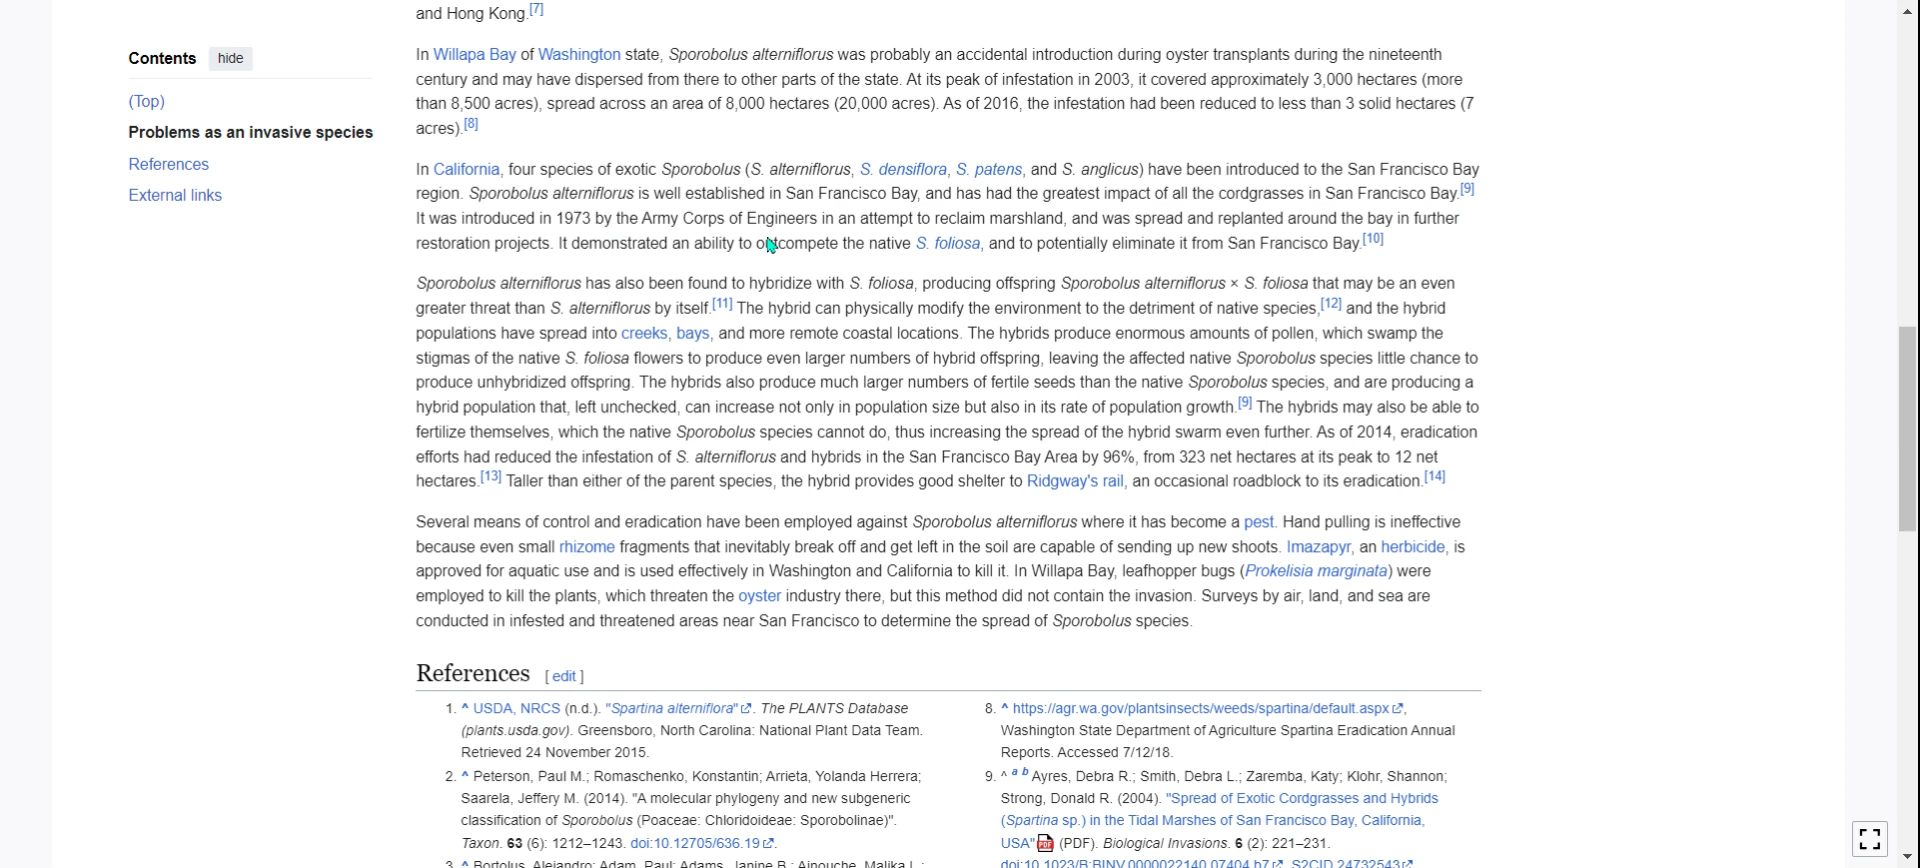 and Hong Kong.[7]
Contents hide
(Top)
Problems as an invasive species
References
External links
In Willapa Bay of Washington state, Sporobolus alterniflorus was probably an accidental introduction during oyster transplants during the nineteenth
century and may have dispersed from there to other parts of the state. At its peak of infestation in 2003, it covered approximately 3,000 hectares (more
than 8,500 acres), spread across an area of 8,000 hectares (20,000 acres). As of 2016, the infestation had been reduced to less than 3 solid hectares (7
acres).[8]
In California, four species of exotic Sporobolus (S. alterniflorus, S. densiflora, S. patens, and S. anglicus) have been introduced to the San Francisco Bay
region. Sporobolus alterniflorus is well established in San Francisco Bay, and has had the greatest impact of all the cordgrasses in San Francisco Bay.[9]
It was introduced in 1973 by the Army Corps of Engineers in an attempt to reclaim marshland, and was spread and replanted around the bay in further
restoration projects. It demonstrated an ability to outcompete the native S. foliosa, and to potentially eliminate it from San Francisco Bay.[10]
Sporobolus alterniflorus has also been found to hybridize with S. foliosa, producing offspring Sporobolus alterniflorus × S. foliosa that may be an even
greater threat than S. alterniflorus by itself.[11] The hybrid can physically modify the environment to the detriment of native species,[12] and the hybrid
populations have spread into creeks, bays, and more remote coastal locations. The hybrids produce enormous amounts of pollen, which swamp the
stigmas of the native S. foliosa flowers to produce even larger numbers of hybrid offspring, leaving the affected native Sporobolus species little chance to
produce unhybridized offspring. The hybrids also produce much larger numbers of fertile seeds than the native Sporobolus species, and are producing a
hybrid population that, left unchecked, can increase not only in population size but also in its rate of population growth.[9] The hybrids may also be able to
fertilize themselves, which the native Sporobolus species cannot do, thus increasing the spread of the hybrid swarm even further. As of 2014, eradication
efforts had reduced the infestation of S. alterniflorus and hybrids in the San Francisco Bay Area by 96%, from 323 net hectares at its peak to 12 net
hectares.[13] Taller than either of the parent species, the hybrid provides good shelter to Ridgway's rail, an occasional roadblock to its eradication.[14]
Several means of control and eradication have been employed against Sporobolus alterniflorus where it has become a pest. Hand pulling is ineffective
because even small rhizome fragments that inevitably break off and get left in the soil are capable of sending up new shoots. Imazapyr, an herbicide, is
approved for aquatic use and is used effectively in Washington and California to kill it. In Willapa Bay, leafhopper bugs (Prokelisia marginata) were
employed to kill the plants, which threaten the oyster industry there, but this method did not contain the invasion. Surveys by air, land, and sea are
conducted in infested and threatened areas near San Francisco to determine the spread of Sporobolus species.
References [ edit ]
1. ^ USDA, NRCS (n.d.). "Spartina alterniflora". The PLANTS Database
(plants.usda.gov). Greensboro, North Carolina: National Plant Data Team.
Retrieved 24 November 2015.
2. ^ Peterson, Paul M.; Romaschenko, Konstantin; Arrieta, Yolanda Herrera;
Saarela, Jeffery M. (2014). "A molecular phylogeny and new subgeneric
classification of Sporobolus (Poaceae: Chloridoideae: Sporobolinae)".
Taxon. 63 (6): 1212–1243. doi:10.12705/636.19.
3. ^ Bortolus, Alejandro; Adam, Paul; Adams, Janine B.; Ainouche, Malika L.;
8. ^ https://agr.wa.gov/plantsinsects/weeds/spartina/default.aspx,
Washington State Department of Agriculture Spartina Eradication Annual
Reports. Accessed 7/12/18.
9. ^ a b Ayres, Debra R.; Smith, Debra L.; Zaremba, Katy; Klohr, Shannon;
Strong, Donald R. (2004). "Spread of Exotic Cordgrasses and Hybrids
(Spartina sp.) in the Tidal Marshes of San Francisco Bay, California,
USA" (PDF). Biological Invasions. 6 (2): 221–231.
doi:10.1023/B:BINV.0000022140.07404.b7. S2CID 24732543.